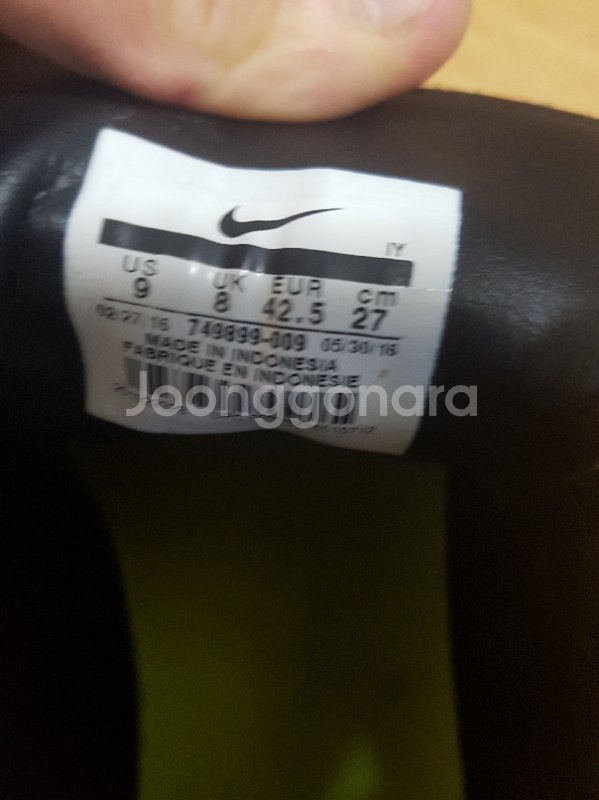 IY
US UK EUR cm
9 8 42.5 27
02/27/16 749899-009 05/30/16
MADE IN INDONESIA
FABRIQUE EN INDONESIE
Joonggonara